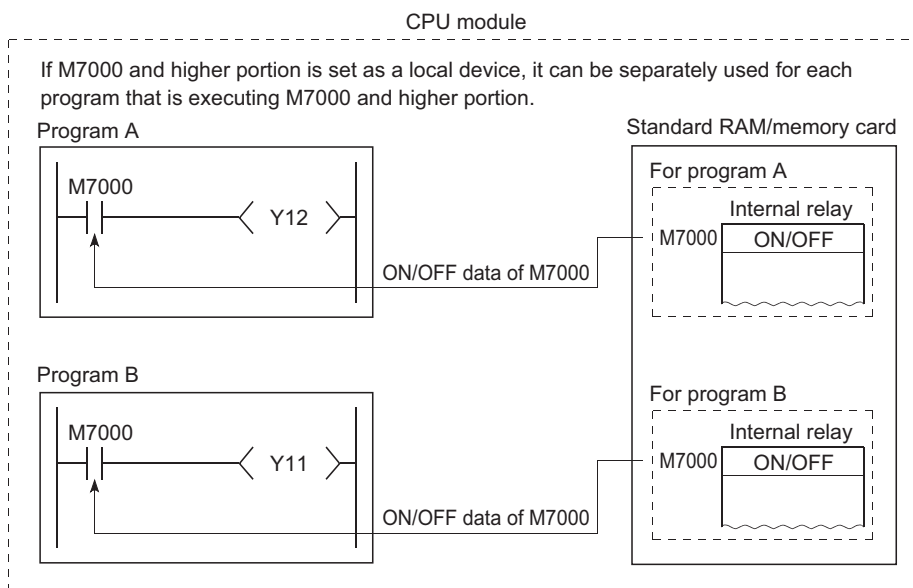 CPU module
If M7000 and higher portion is set as a local device, it can be separately used for each
program that is executing M7000 and higher portion.
Program A
Standard RAM/memory card
M7000
Y12
ON/OFF data of M7000
For program A
Internal relay
M7000
ON/OFF
Program B
M7000
Y11
ON/OFF data of M7000
For program B
Internal relay
M7000
ON/OFF